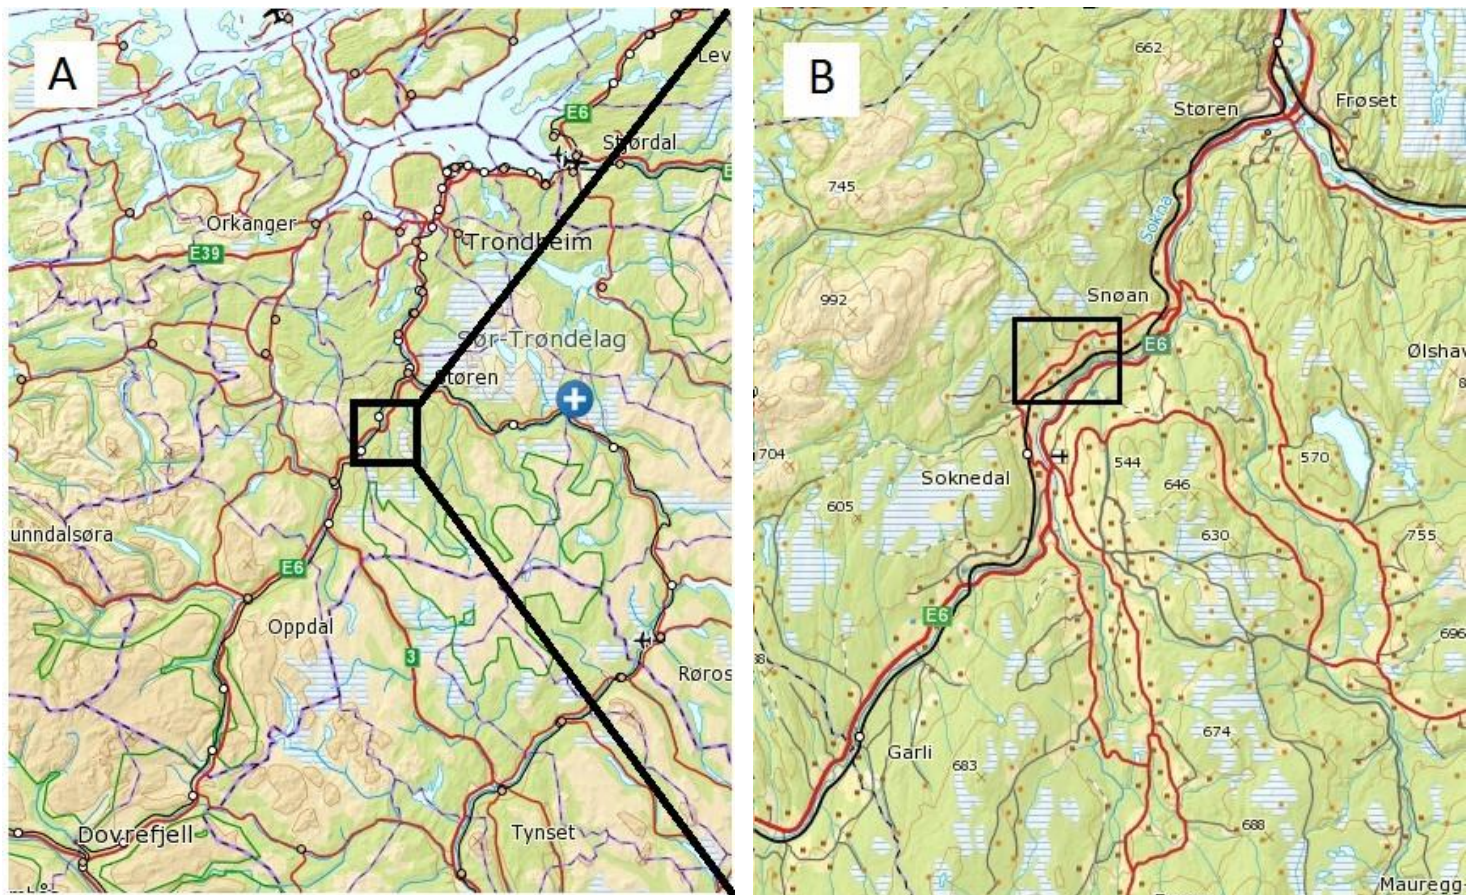 A
Lev
E6
Stjørdal
E
Orkanger
Trondheim
E39
Sør-Trøndelag
Støren
unndalsøra
E6
Oppdal
3
Røros
Dovrefjell
Tynset
B
662
Støren
Frøset
745
Sokna
Snøan
992
E6
Ølshav
704
544
570
Soknedal
646
605
630
755
E6
696
Garli
674
683
688
Mauregg-